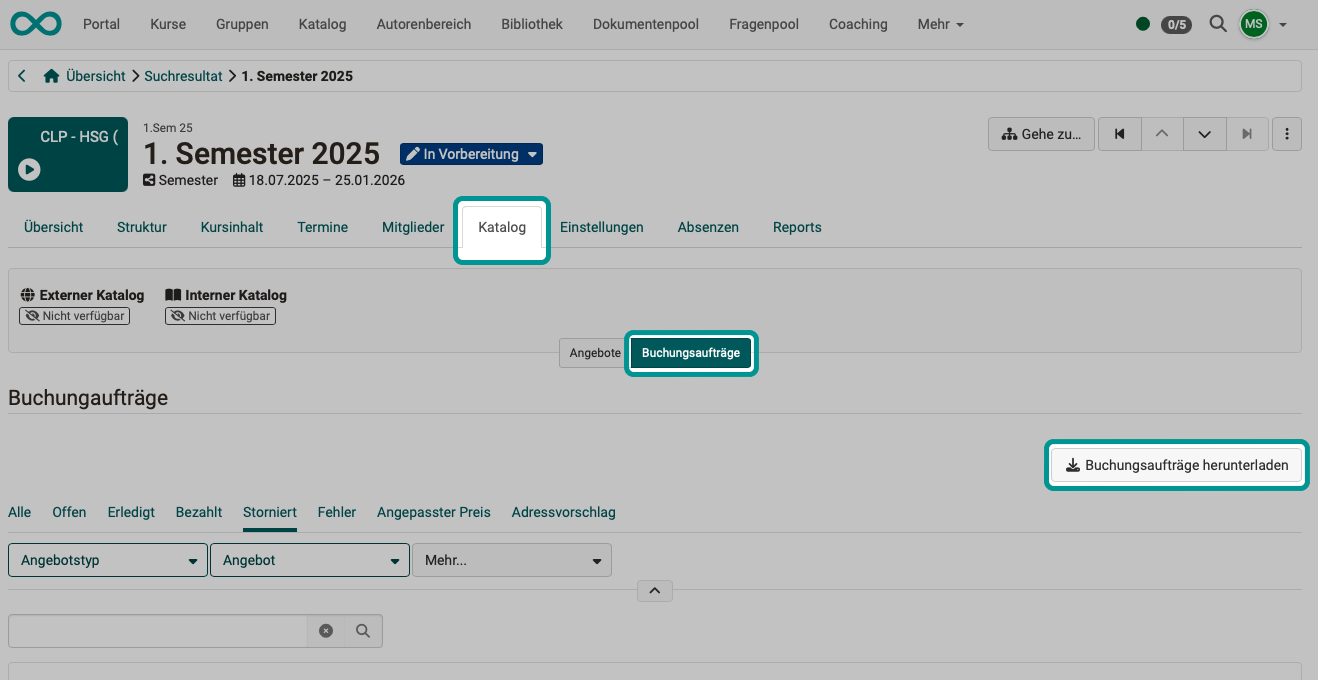 Portal Kurse Gruppen Katalog Autorenbereich Bibliothek Dokumentenpool Fragenpool Coaching Mehr 0/5 MS
Übersicht Suchresultat 1. Semester 2025
CLP - HSG (
1.Sem 25
1. Semester 2025 In Vorbereitung
Semester 18.07.2025 – 25.01.2026
Gehe zu...
Übersicht Struktur Kursinhalt Termine Mitglieder Katalog Einstellungen Absenzen Reports
Externer Katalog Interner Katalog
Nicht verfügbar Nicht verfügbar
Angebote Buchungsaufträge
Buchungaufträge
Buchungsaufträge herunterladen
Alle Offen Erledigt Bezahlt Storniert Fehler Angepasster Preis Adressvorschlag
Angebotstyp Angebot Mehr...